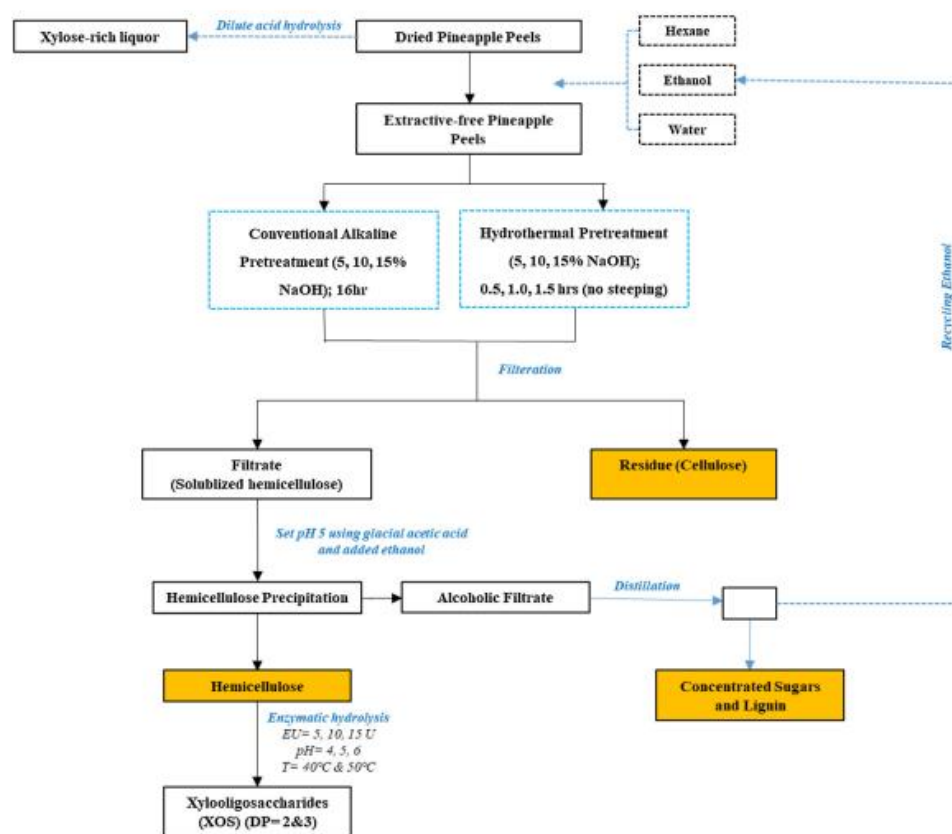 Xylose-rich liquor
Dilute acid hydrolysis
Dried Pineapple Peels
Hexane
Ethanol
Water
Extractive-free Pineapple
Peels
Conventional Alkaline
Pretreatment (5, 10, 15%
NaOH); 16hr
Hydrothermal Pretreatment
(5, 10, 15% NaOH);
0.5, 1.0, 1.5 hrs (no steeping)
Recycling Ethanol
Filteration
Filtrate
(Solublized hemicellulose)
Residue (Cellulose)
Set pH 5 using glacial acetic acid
and added ethanol
Hemicellulose Precipitation
Alcoholic Filtrate
Distillation
Hemicellulose
Concentrated Sugars
and Lignin
Enzymatic hydrolysis
EU= 5, 10, 15 U
pH= 4, 5, 6
T= 40°C & 50°C
Xylooligosaccharides
(XOS) (DP= 2&3)